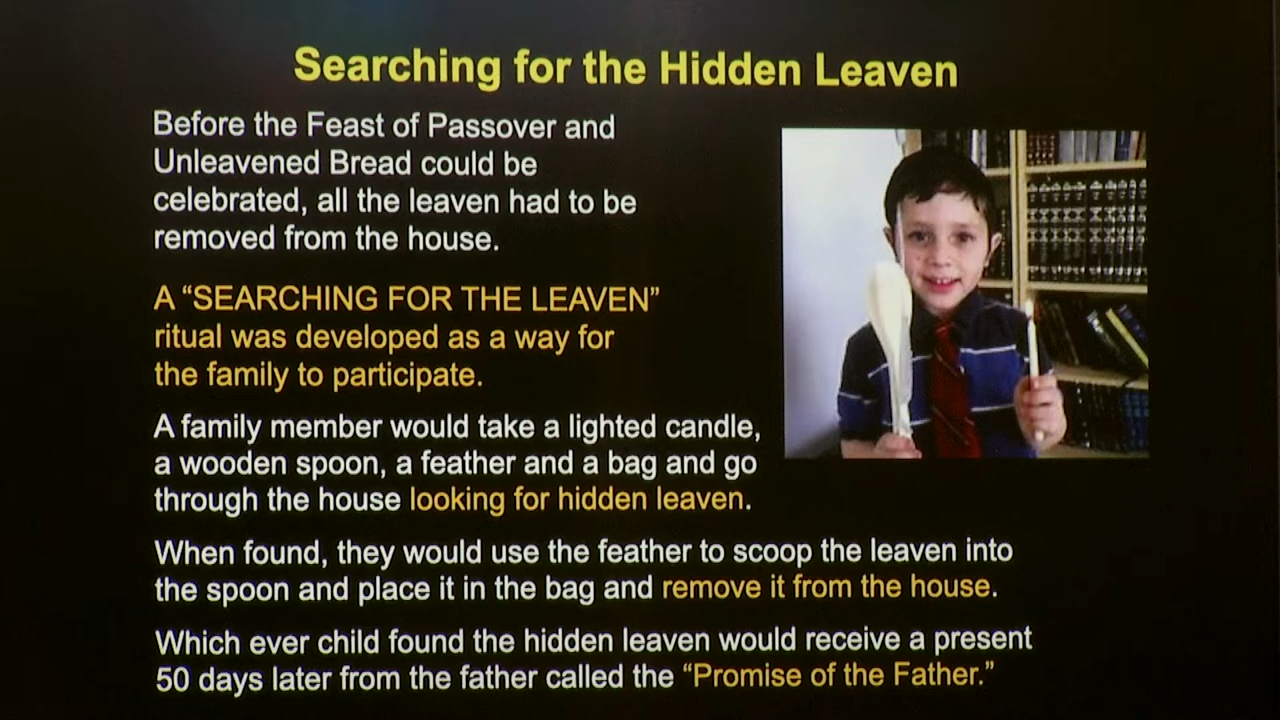 Searching for the Hidden Leaven
Before the Feast of Passover and
Unleavened Bread could be
celebrated, all the leaven had to be
removed from the house.
A “SEARCHING FOR THE LEAVEN”
ritual was developed as a way for
the family to participate.
A family member would take a lighted candle,
a wooden spoon, a feather and a bag and go
through the house looking for hidden leaven.
When found, they would use the feather to scoop the leaven into
the spoon and place it in the bag and remove it from the house.
Which ever child found the hidden leaven would receive a present
50 days later from the father called the “Promise of the Father.”